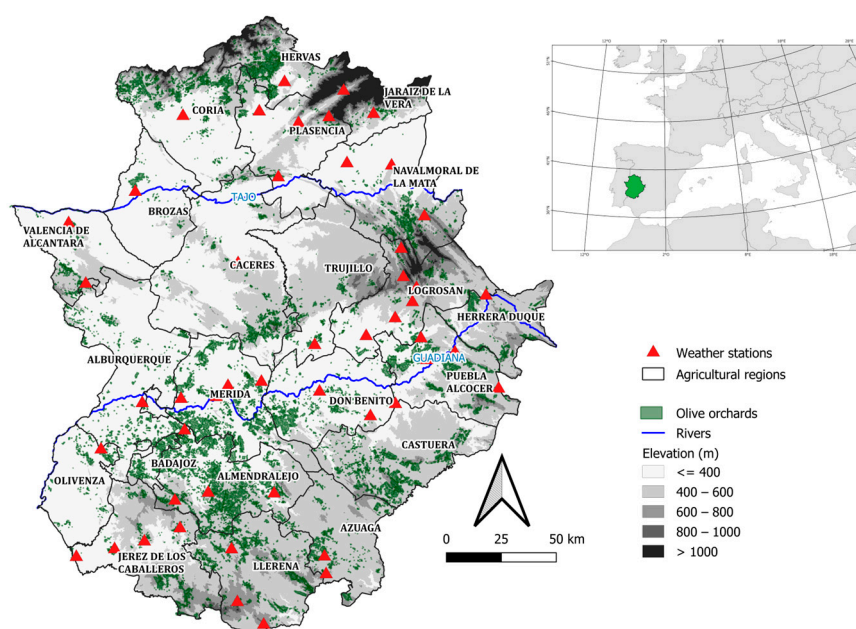 HERVAS
JARAIZ DE LA
VERA
CORIA
PLASENCIA
NAVALMORAL DE
LA MATA
TAJO
BROZAS
VALENCIA DE
ALCANTARA
CACERES
TRUJILLO
LOGROSAN
HERRERA DUQUE
ALBURQUERQUE
GUADIANA
PUEBLA
ALCOCER
MERIDA
DON BENITO
CASTUERA
BADAJOZ
OLIVENZA
ALMENDRALEJO
AZUAGA
JEREZ DE LOS
CABALLEROS
LLERENA
0 25 50 km
Weather stations
Agricultural regions
Olive orchards
Rivers
Elevation (m)
<= 400
400 – 600
600 – 800
800 – 1000
> 1000